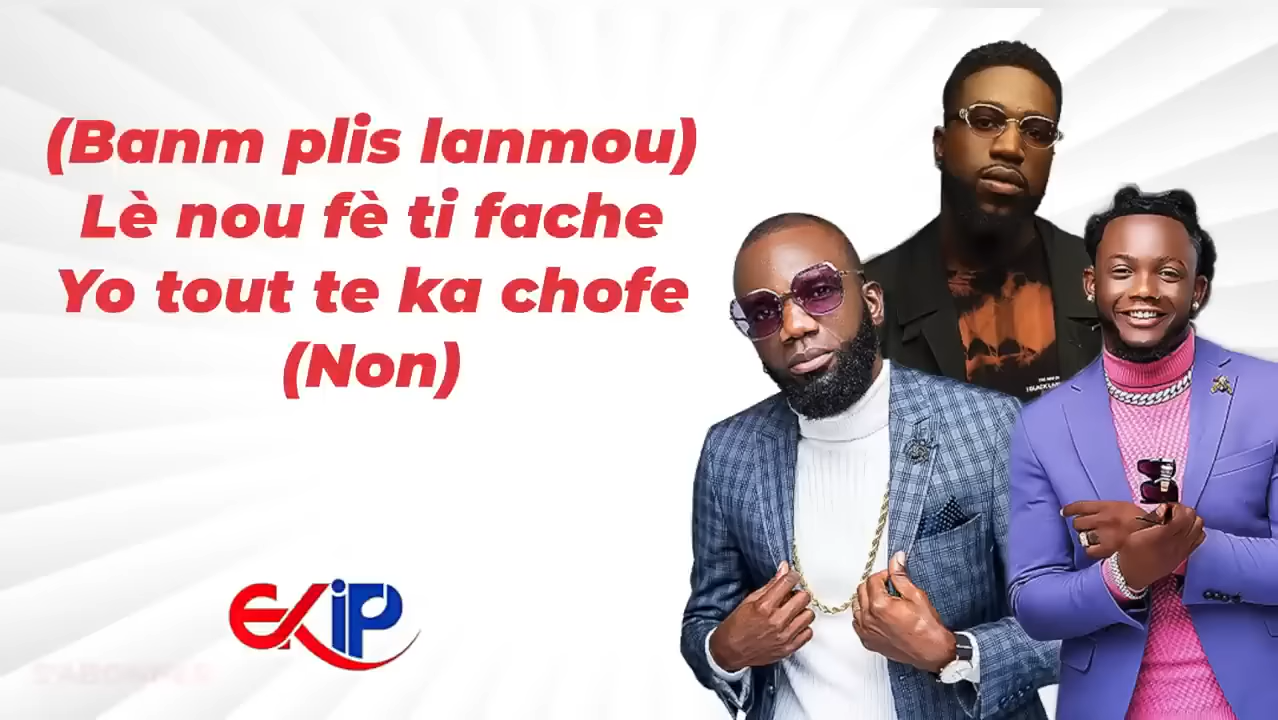 (Banm plis lanmou)
Lè nou fè ti fache
Yo tout te ka chofe
(Non)
EKIP